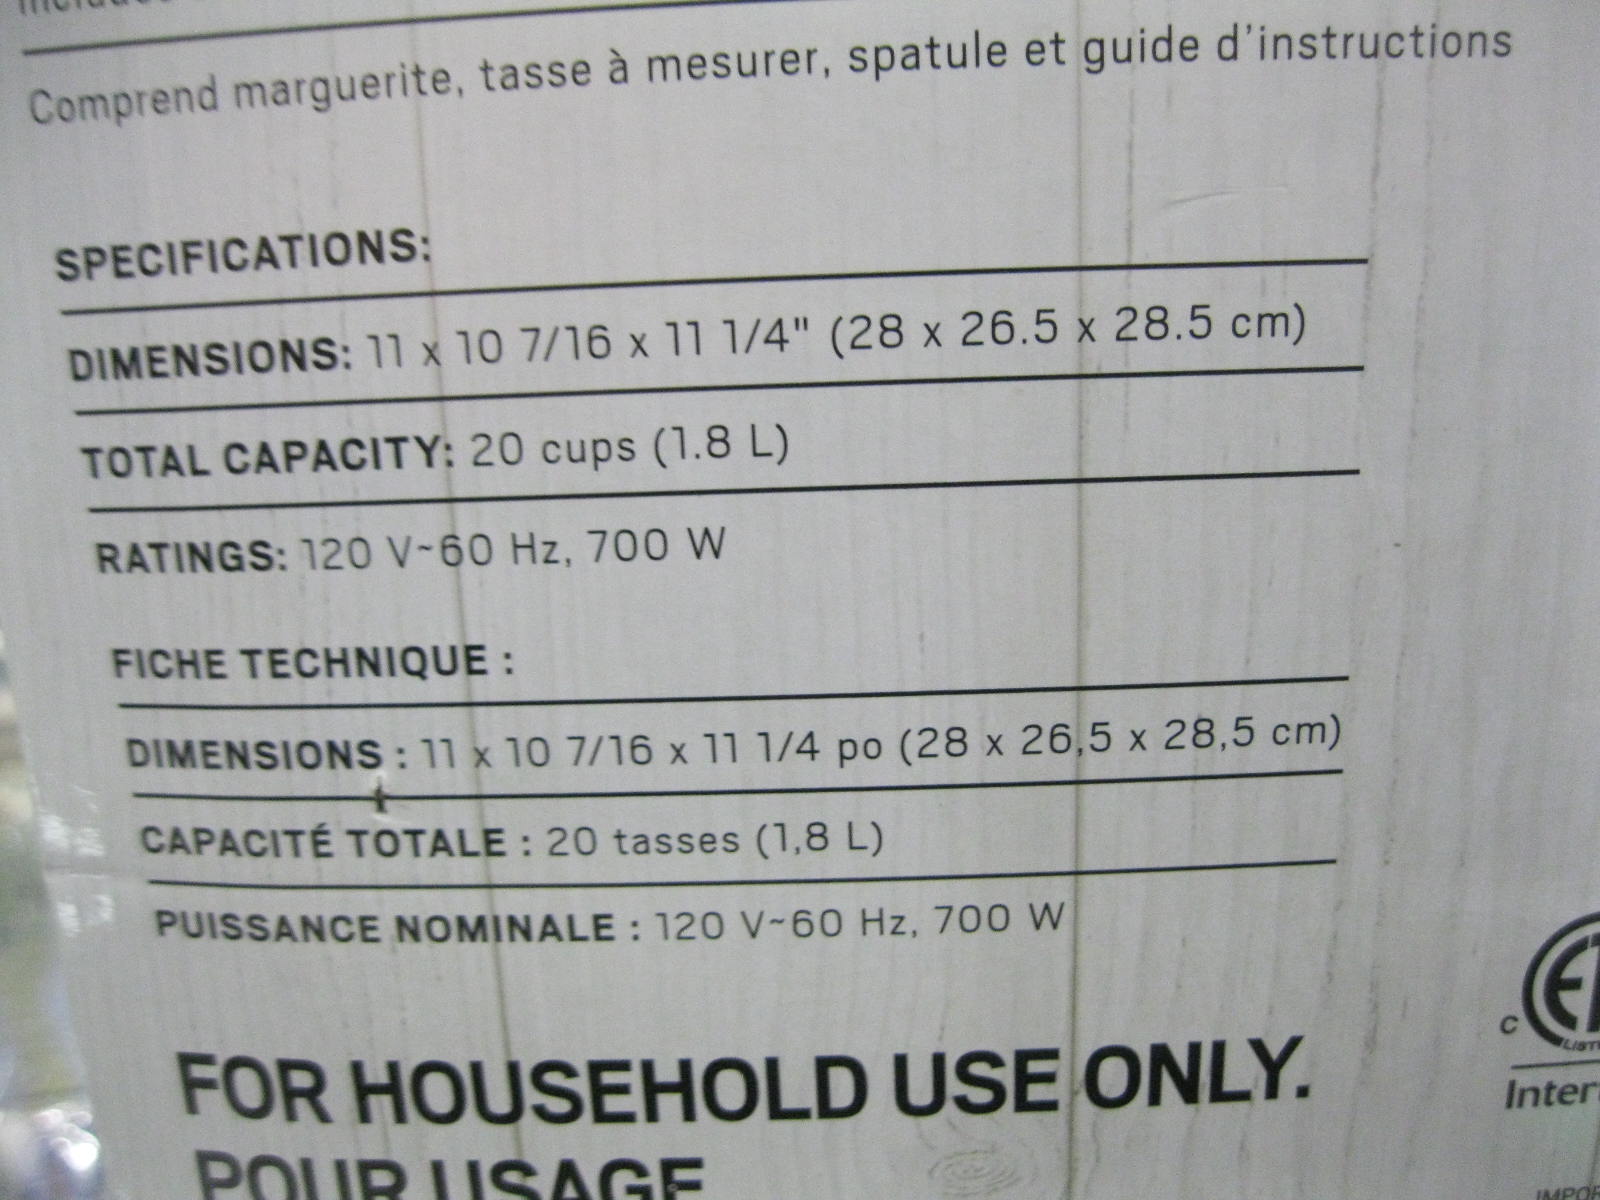 Comprend marguerite, tasse à mesurer, spatule et guide d'instructions
SPECIFICATIONS:
DIMENSIONS: 11 x 10 7/16 x 11 1/4" (28 x 26.5 x 28.5 cm)
TOTAL CAPACITY: 20 cups (1.8 L)
RATINGS: 120 V~60 Hz, 700 W
FICHE TECHNIQUE :
DIMENSIONS : 11 x 10 7/16 x 11 1/4 po (28 x 26,5 x 28,5 cm)
CAPACITÉ TOTALE : 20 tasses (1,8 L)
PUISSANCE NOMINALE : 120 V~60 Hz, 700 W
FOR HOUSEHOLD USE ONLY.
POUR USAGE
C